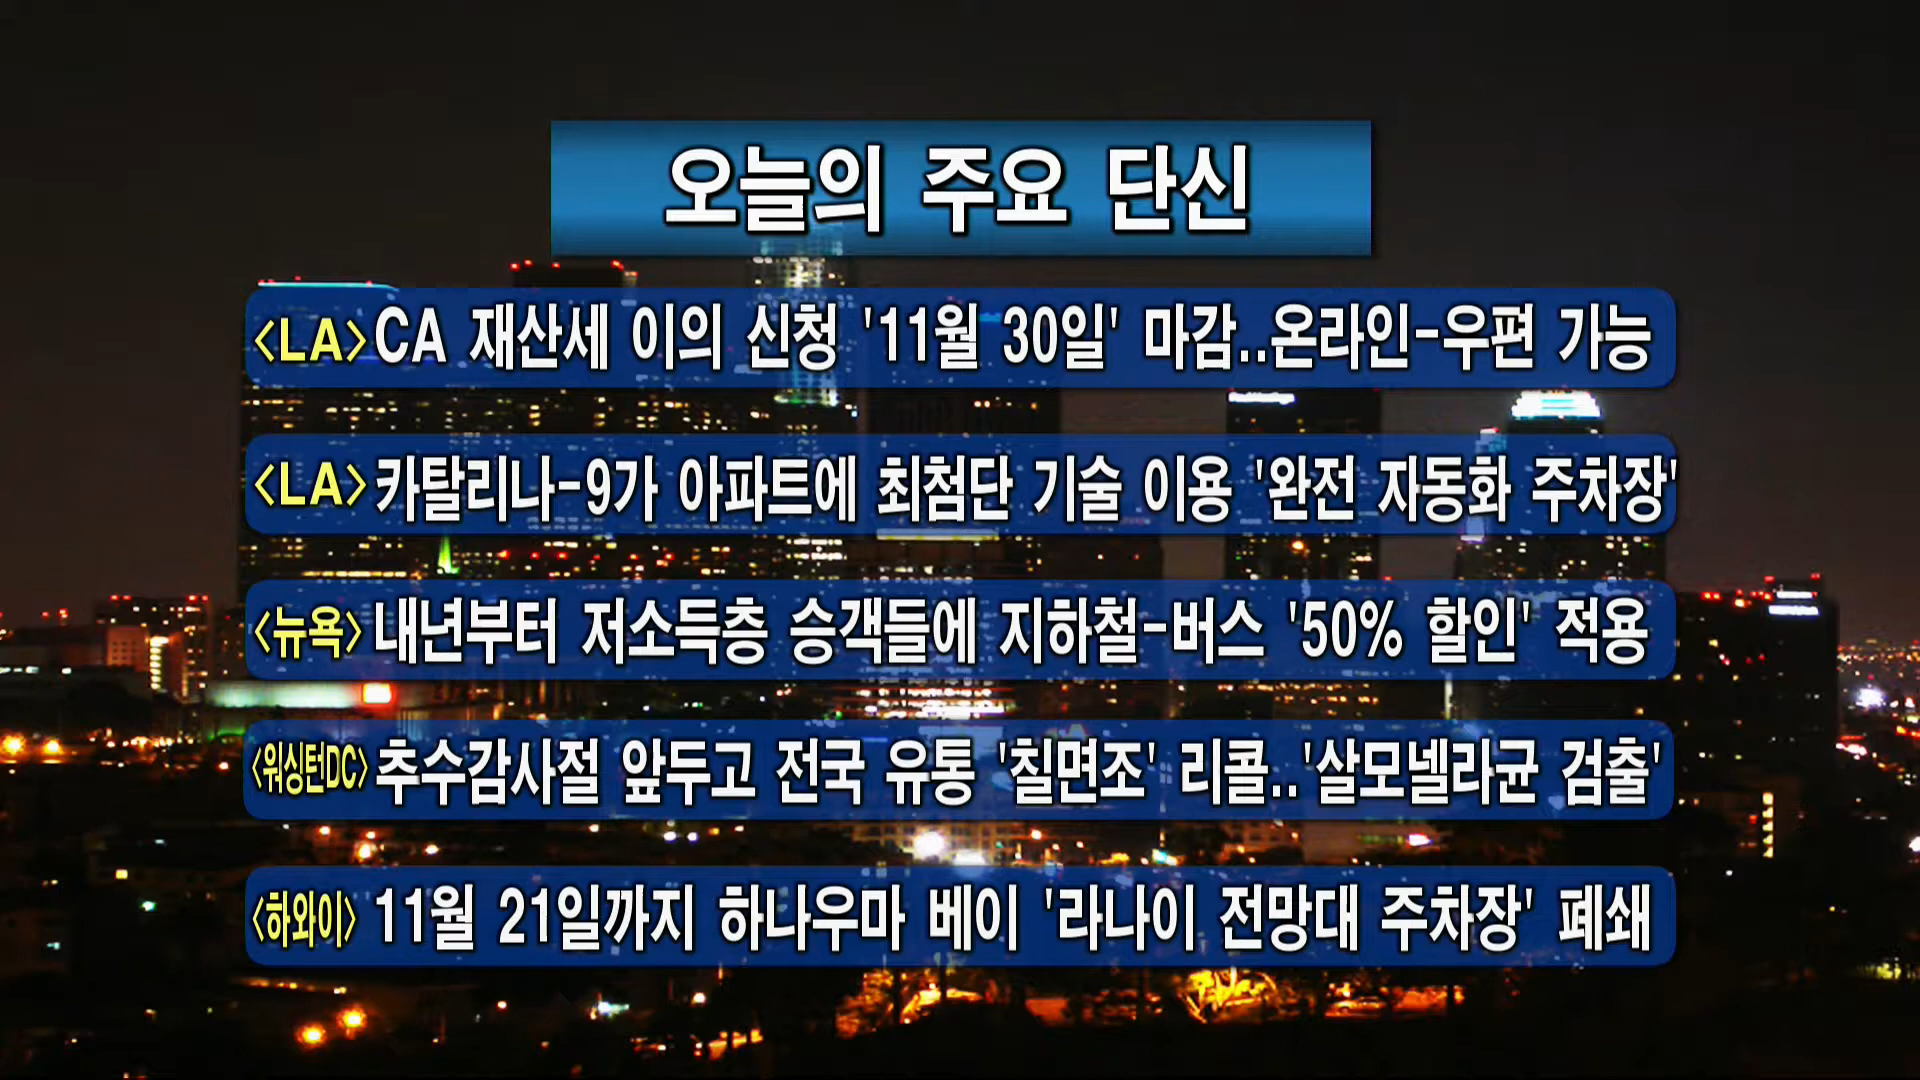 오늘의 주요 단신
<LA>CA 재산세 이의 신청 '11월 30일' 마감..온라인-우편 가능
<LA>카탈리나-9가 아파트에 최첨단 기술 이용 '완전 자동화 주차장'
<뉴욕>내년부터 저소득층 승객들에 지하철-버스 '50% 할인' 적용
<워싱턴DC>추수감사절 앞두고 전국 유통 '칠면조' 리콜..'살모넬라균 검출'
<하와이>11월 21일까지 하나우마 베이 '라나이 전망대 주차장' 폐쇄